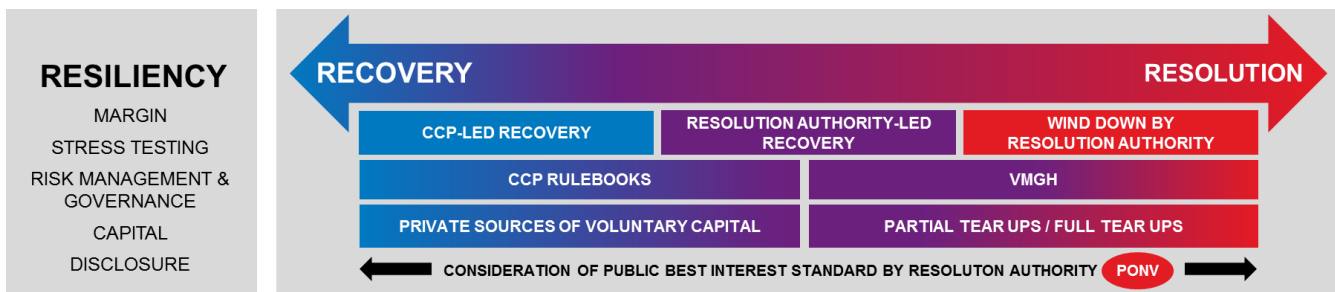 RESILIENCY
MARGIN
STRESS TESTING
RISK MANAGEMENT &
GOVERNANCE
CAPITAL
DISCLOSURE
RECOVERY
RESOLUTION
CCP-LED RECOVERY
RESOLUTION AUTHORITY-LED
RECOVERY
WIND DOWN BY
RESOLUTION AUTHORITY
CCP RULEBOOKS
VMGH
PRIVATE SOURCES OF VOLUNTARY CAPITAL
PARTIAL TEAR UPS / FULL TEAR UPS
CONSIDERATION OF PUBLIC BEST INTEREST STANDARD BY RESOLUTON AUTHORITY PONV